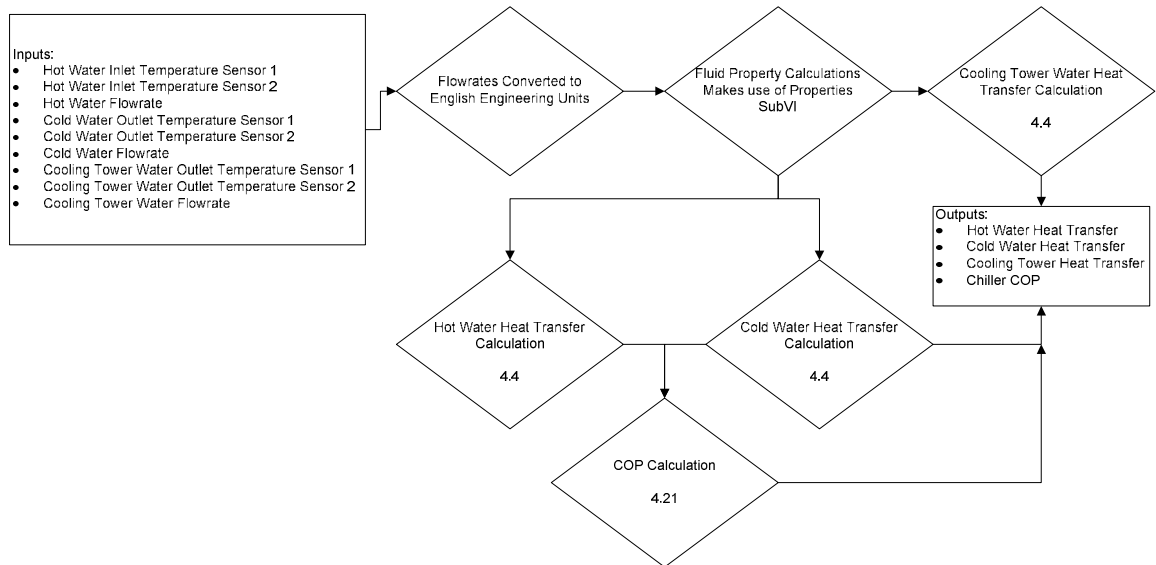 Inputs:
• Hot Water Inlet Temperature Sensor 1
• Hot Water Inlet Temperature Sensor 2
• Hot Water Flowrate
• Cold Water Outlet Temperature Sensor 1
• Cold Water Outlet Temperature Sensor 2
• Cold Water Flowrate
• Cooling Tower Water Outlet Temperature Sensor 1
• Cooling Tower Water Outlet Temperature Sensor 2
• Cooling Tower Water Flowrate
Flowrates Converted to
English Engineering Units
Fluid Property Calculations
Makes use of Properties
SubVI
Cooling Tower Water Heat
Transfer Calculation
4.4
Outputs:
• Hot Water Heat Transfer
• Cold Water Heat Transfer
• Cooling Tower Heat Transfer
• Chiller COP
Hot Water Heat Transfer
Calculation
4.4
Cold Water Heat Transfer
Calculation
4.4
COP Calculation
4.21